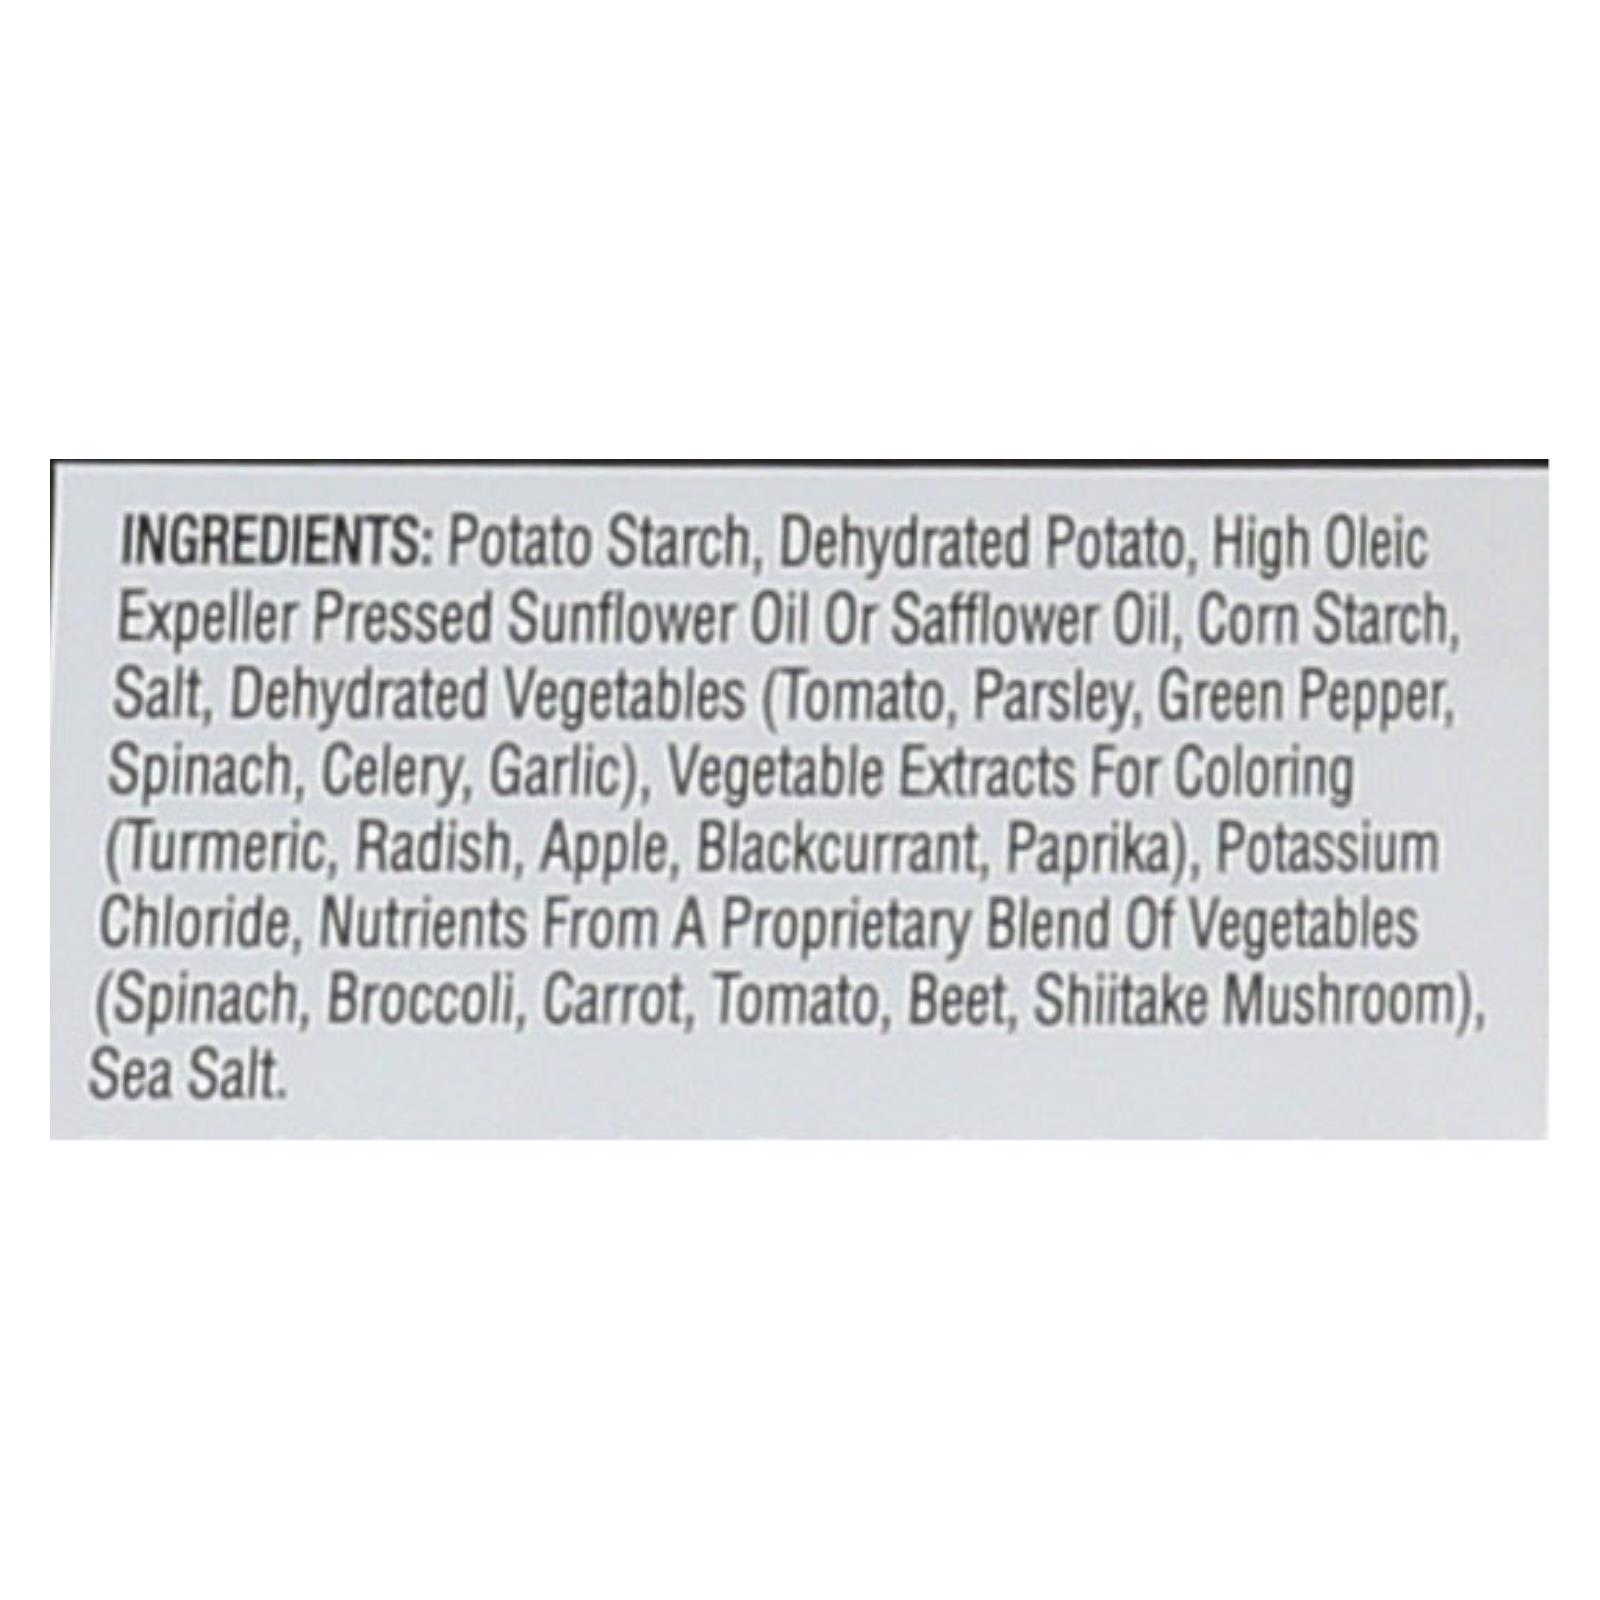 INGREDIENTS: Potato Starch, Dehydrated Potato, High Oleic
Expeller Pressed Sunflower Oil Or Safflower Oil, Corn Starch,
Salt, Dehydrated Vegetables (Tomato, Parsley, Green Pepper,
Spinach, Celery, Garlic), Vegetable Extracts For Coloring
(Turmeric, Radish, Apple, Blackcurrant, Paprika), Potassium
Chloride, Nutrients From A Proprietary Blend Of Vegetables
(Spinach, Broccoli, Carrot, Tomato, Beet, Shiitake Mushroom),
Sea Salt.